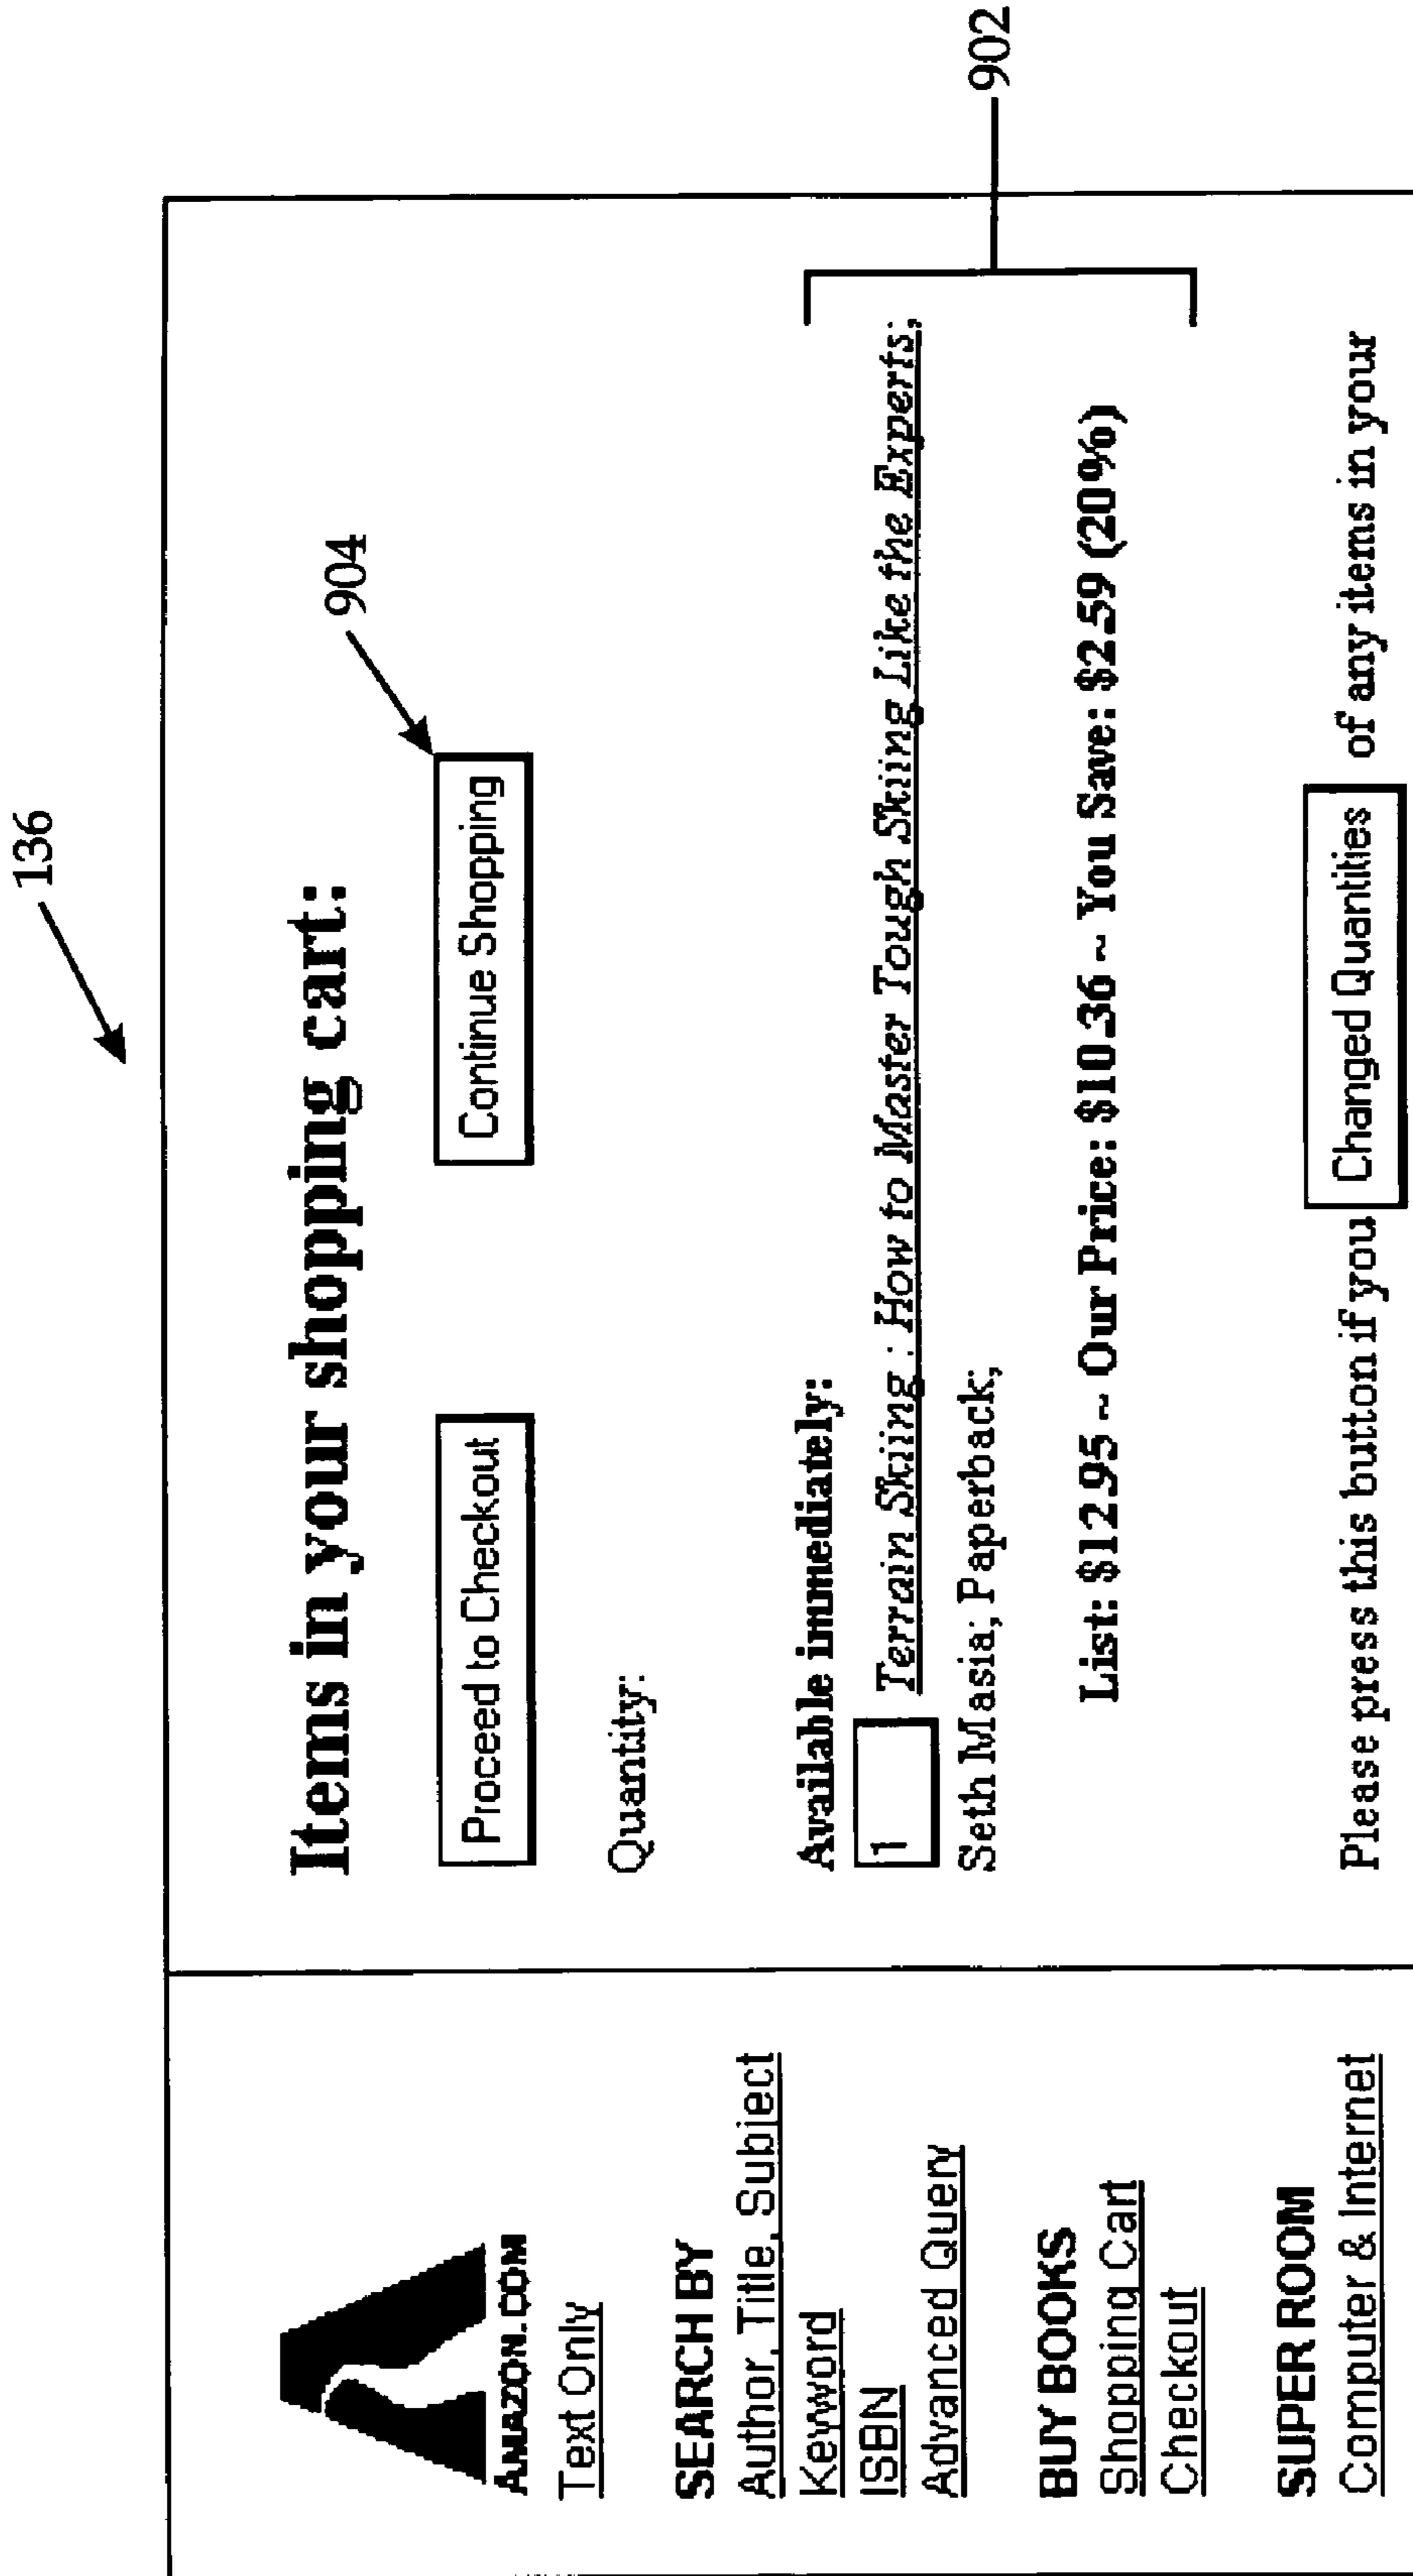 136
AMAZON.COM
Text Only
SEARCH BY
Author, Title, Subject
Keyword
ISBN
Advanced Query
BUY BOOKS
Shopping Cart
Checkout
SUPER ROOM
Computer & Internet
Items in your shopping cart:
904
Proceed to Checkout Continue Shopping
Quantity:
Available immediately:
1 Terrain Skiing : How to Master Tough Skiing Like the Experts;
Seth Masia; Paperback;
902
List: $12.95 ~ Our Price: $10.36 ~ You Save: $2.59 (20%)
Please press this button if you Changed Quantities of any items in your